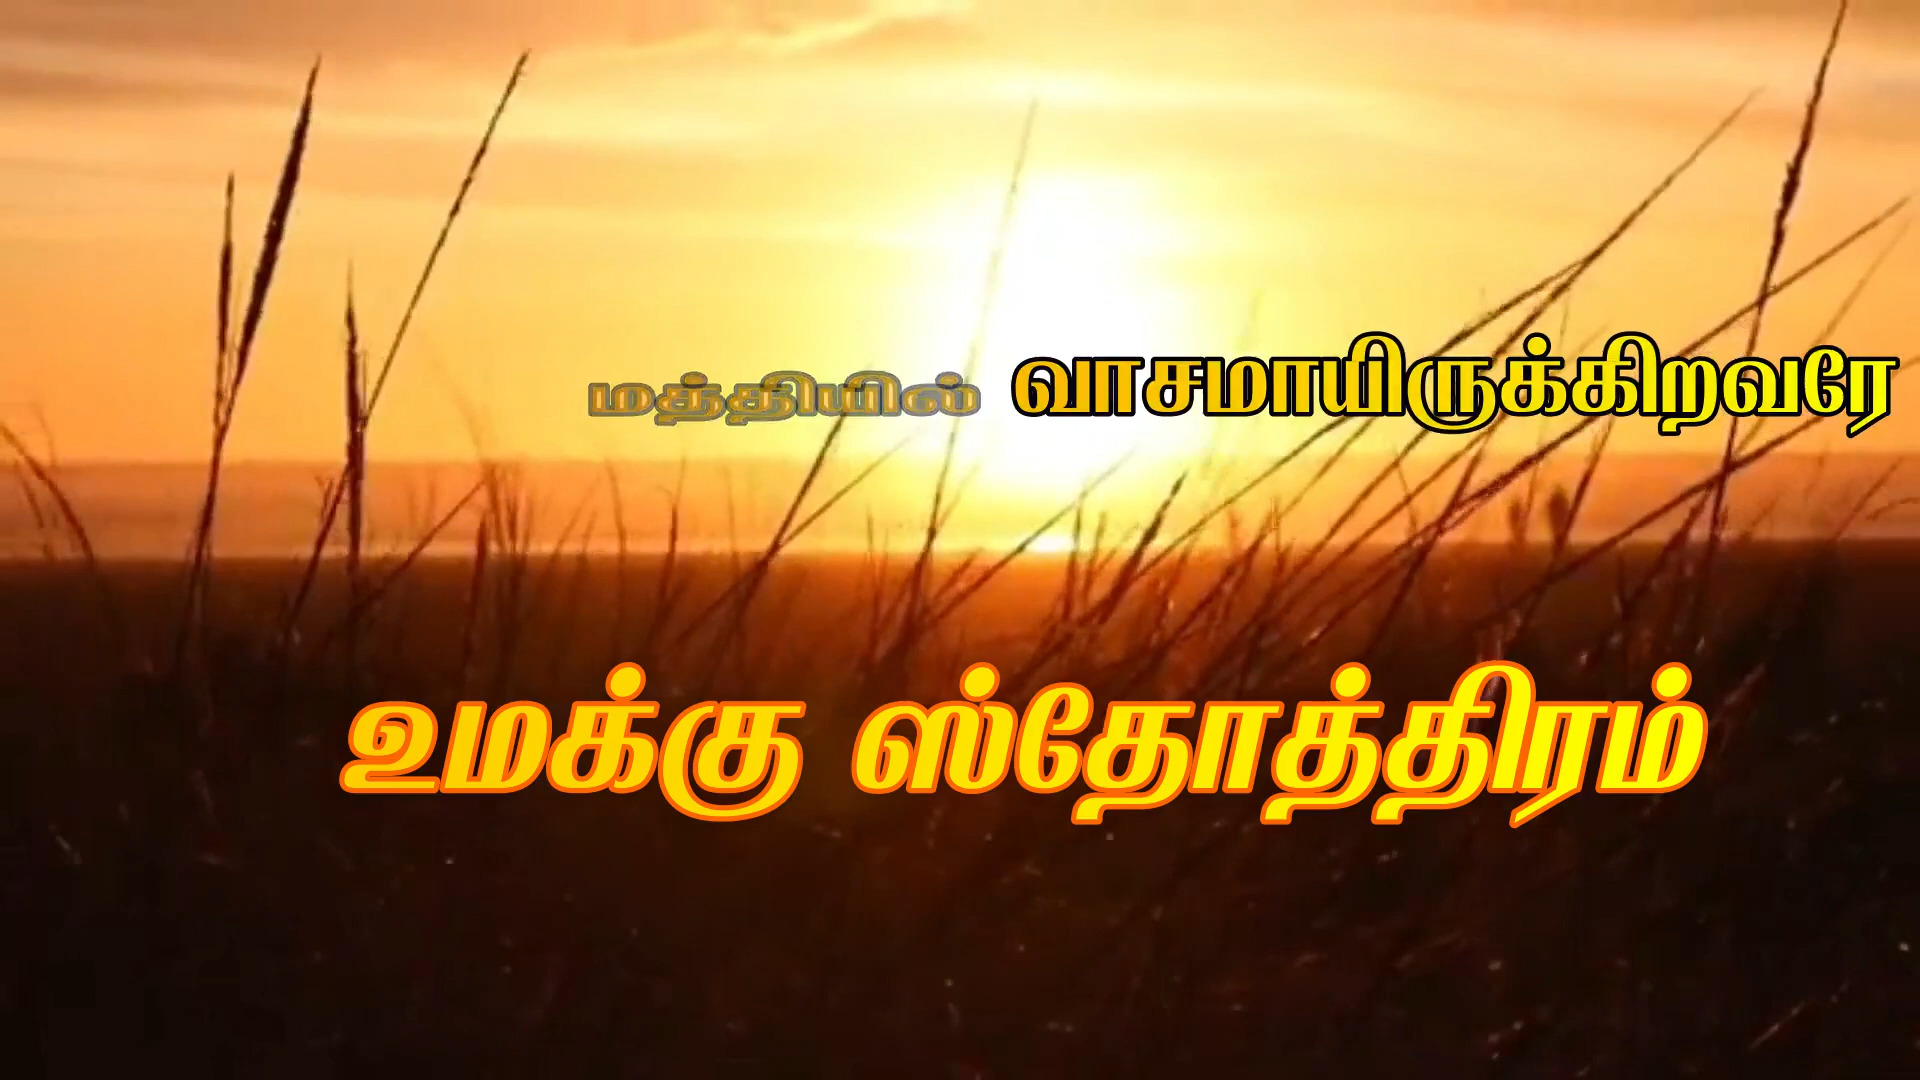 மத்தியில் வாசமாயிருக்கிறவரே
உமக்கு ஸ்தோத்திரம்